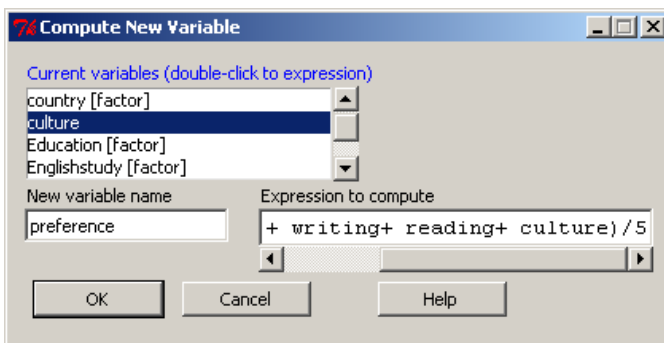 Compute New Variable
Current variables (double-click to expression)
country [factor]
culture
Education [factor]
Englishstudy [factor]
New variable name
Expression to compute
preference
+ writing+ reading+ culture)/5
OK
Cancel
Help